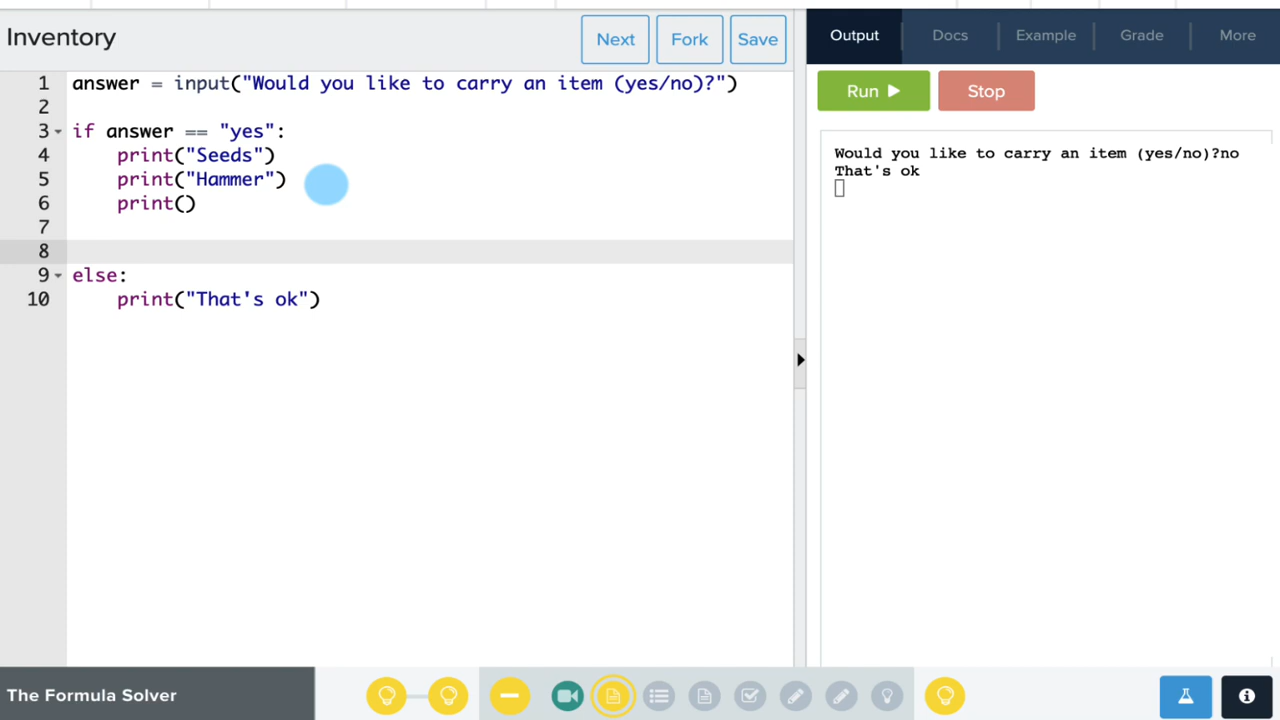 Inventory
Next
Fork
Save
Output
Docs
Example
Grade
More
Run
Stop
1 answer = input("Would you like to carry an item (yes/no)?")
2
3 if answer == "yes":
4     print("Seeds")
5     print("Hammer")
6     print()
7
8
9 else:
10     print("That's ok")
Would you like to carry an item (yes/no)?no
That's ok
The Formula Solver